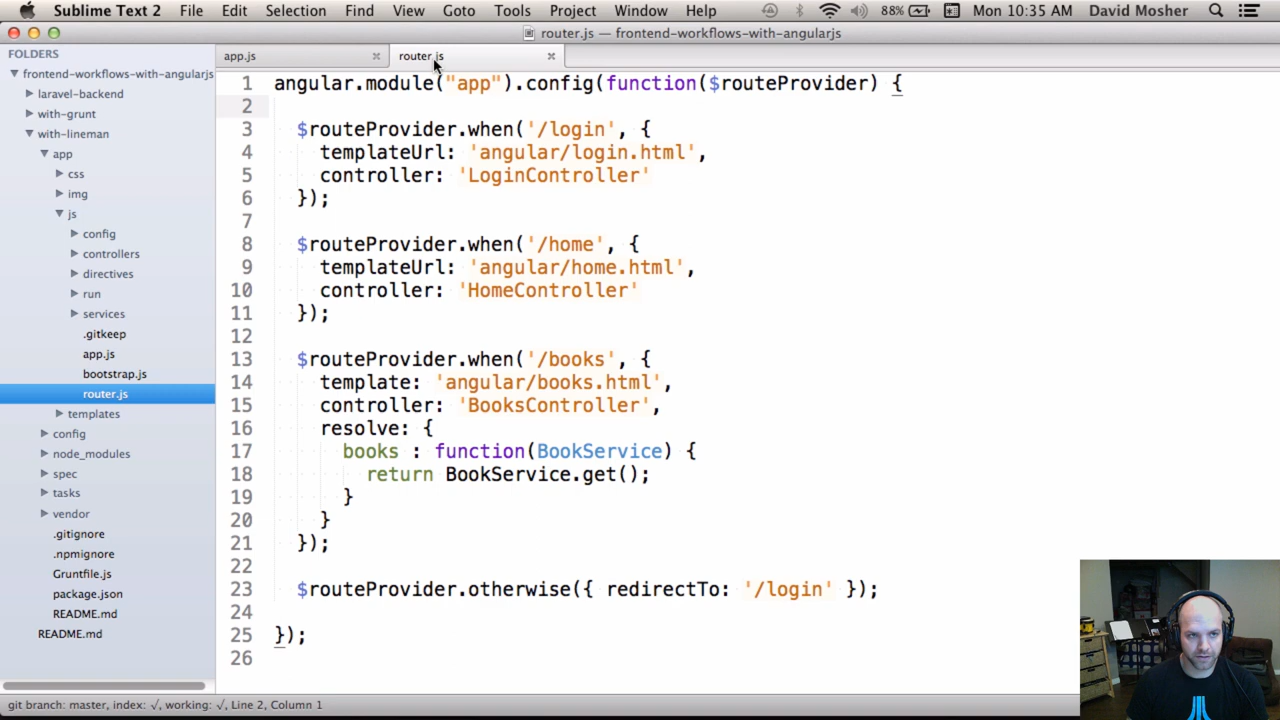 Sublime Text 2 File Edit Selection Find View Goto Tools Project Window Help 88% Mon 10:35 AM David Mosher
router.js — frontend-workflows-with-angularjs
FOLDERS
frontend-workflows-with-angularjs
laravel-backend
with-grunt
with-lineman
app
css
img
js
config
controllers
directives
run
services
.gitkeep
app.js
bootstrap.js
router.js
templates
config
node_modules
spec
tasks
vendor
.gitignore
.npmignore
Gruntfile.js
package.json
README.md
README.md
app.js router.js
1 angular.module("app").config(function($routeProvider) {
2
3   $routeProvider.when('/login', {
4     templateUrl: 'angular/login.html',
5     controller: 'LoginController'
6   });
7
8   $routeProvider.when('/home', {
9     templateUrl: 'angular/home.html',
10     controller: 'HomeController'
11   });
12
13   $routeProvider.when('/books', {
14     template: 'angular/books.html',
15     controller: 'BooksController',
16     resolve: {
17       books : function(BookService) {
18         return BookService.get();
19       }
20     }
21   });
22
23   $routeProvider.otherwise({ redirectTo: '/login' });
24
25 });
26
git branch: master, index: √, working: √, Line 2, Column 1